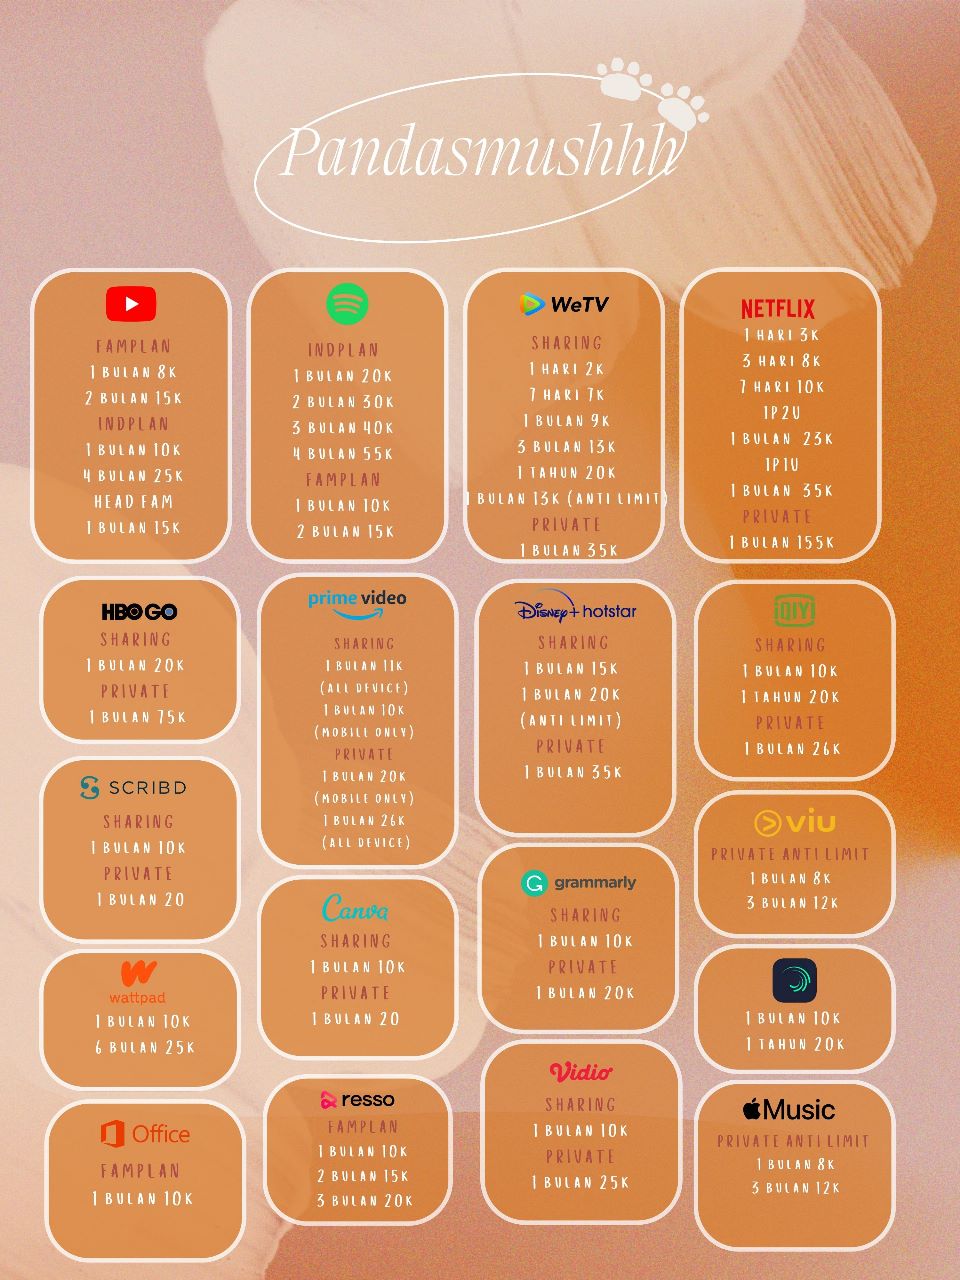 Pandasmushhh
FAMPLAN
1 BULAN 8K
2 BULAN 15K
INDPLAN
1 BULAN 10K
4 BULAN 25K
HEAD FAM
1 BULAN 15K
INDPLAN
1 BULAN 20K
2 BULAN 30K
3 BULAN 40K
4 BULAN 55K
FAMPLAN
1 BULAN 10K
2 BULAN 15K
WeTV
SHARING
1 HARI 2K
7 HARI 7K
1 BULAN 9K
3 BULAN 13K
1 TAHUN 20K
1 BULAN 13K (ANTI LIMIT)
PRIVATE
1 BULAN 35K
NETFLIX
1 HARI 3K
3 HARI 8K
7 HARI 10K
1P2U
1 BULAN 23K
1P1U
1 BULAN 35K
PRIVATE
1 BULAN 155K
HBO GO
SHARING
1 BULAN 20K
PRIVATE
1 BULAN 75K
prime video
SHARING
1 BULAN 11K
(ALL DEVICE)
1 BULAN 10K
(MOBILE ONLY)
PRIVATE
1 BULAN 20K
(MOBILE ONLY)
1 BULAN 26K
(ALL DEVICE)
Disney+ hotstar
SHARING
1 BULAN 15K
1 BULAN 20K
(ANTI LIMIT)
PRIVATE
1 BULAN 35K
iQIYI
SHARING
1 BULAN 10K
1 TAHUN 20K
PRIVATE
1 BULAN 26K
SCRIBD
SHARING
1 BULAN 10K
PRIVATE
1 BULAN 20
Canva
SHARING
1 BULAN 10K
PRIVATE
1 BULAN 20
G grammarly
SHARING
1 BULAN 10K
PRIVATE
1 BULAN 20K
viu
PRIVATE ANTI LIMIT
1 BULAN 8K
3 BULAN 12K
wattpad
1 BULAN 10K
6 BULAN 25K
1 BULAN 10K
1 TAHUN 20K
Office
FAMPLAN
1 BULAN 10K
resso
FAMPLAN
1 BULAN 10K
2 BULAN 15K
3 BULAN 20K
Vidio
SHARING
1 BULAN 10K
PRIVATE
1 BULAN 25K
Music
PRIVATE ANTI LIMIT
1 BULAN 8K
3 BULAN 12K